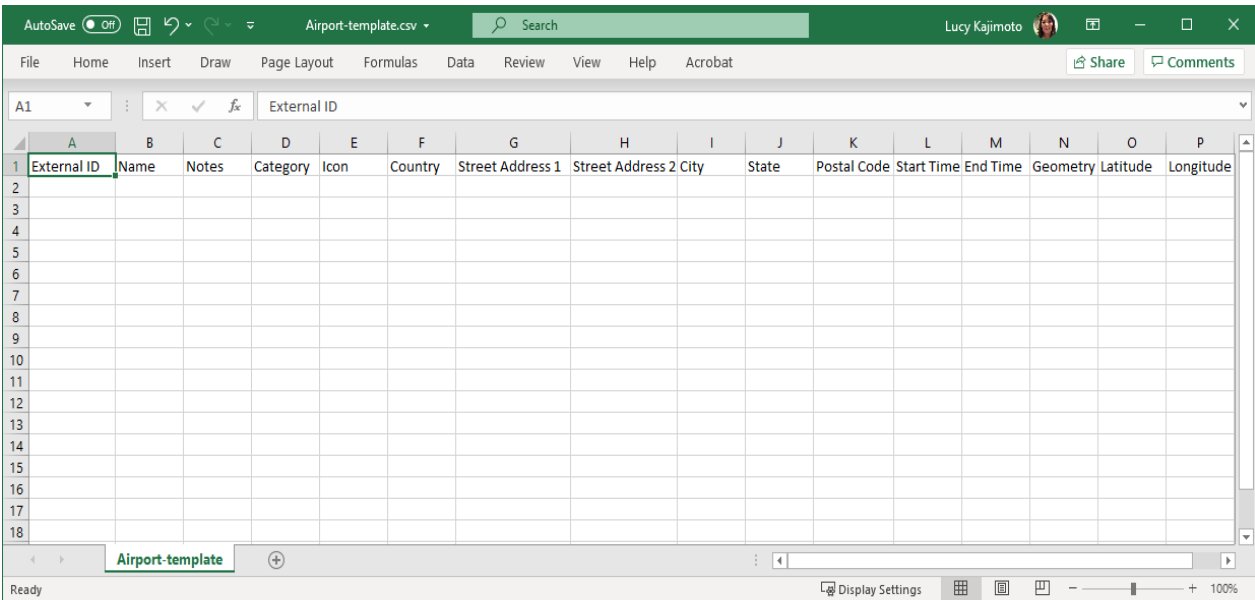 AutoSave Off Airport-template.csv Search Lucy Kajimoto
File Home Insert Draw Page Layout Formulas Data Review View Help Acrobat Share Comments
A1 fx External ID
A B C D E F G H I J K L M N O P
1 External ID Name Notes Category Icon Country Street Address 1 Street Address 2 City State Postal Code Start Time End Time Geometry Latitude Longitude
2
3
4
5
6
7
8
9
10
11
12
13
14
15
16
17
18
Airport-template
Ready Display Settings 100%